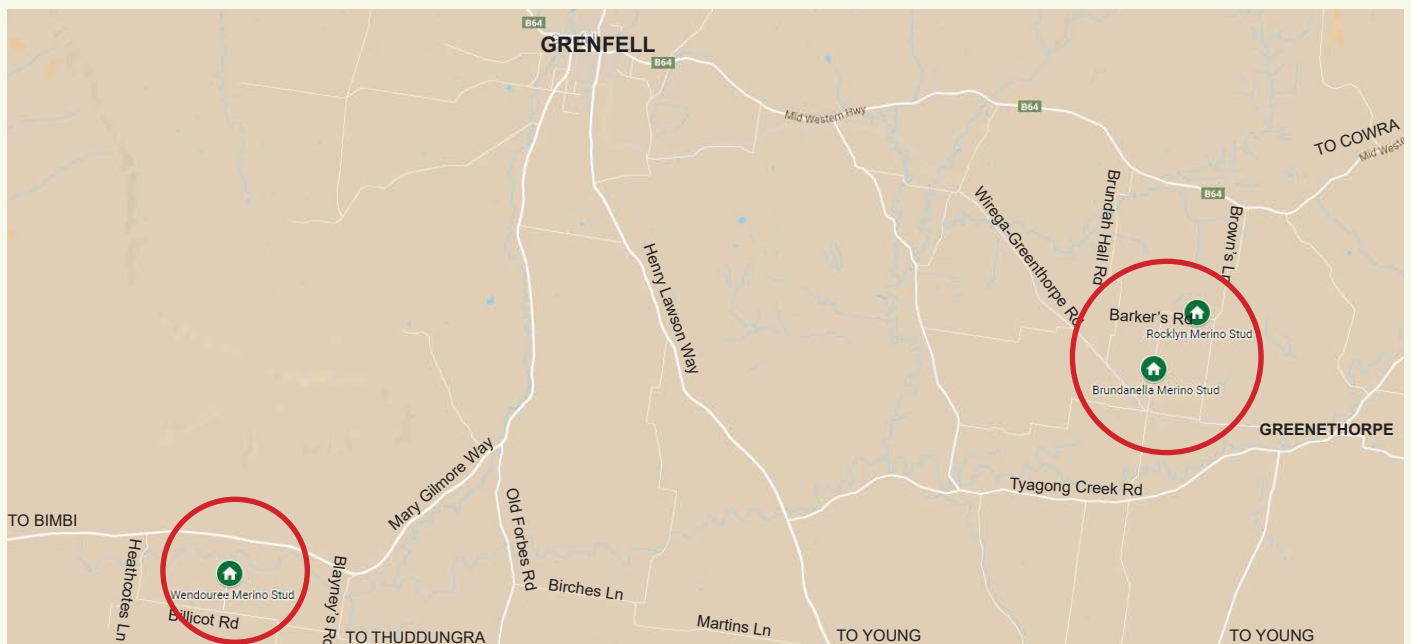 B64
GRENFELL
B64
B64
Mid Western Hwy
TO COWRA
Mid Weste
B64
Wirega-Greenthorpe Rd
Brundah Hall Rd
Brown's Ln
Henry Lawson Way
Barker's Rd
Rocklyn Merino Stud
Brundanella Merino Stud
GREENETHORPE
Mary Gilmore Way
Old Forbes Rd
Tyagong Creek Rd
TO BIMBI
Heathcotes Ln
Wendouree Merino Stud
Billicot Rd
Blayney's Rd
Birches Ln
Martins Ln
TO THUDDUNGRA
TO YOUNG
TO YOUNG